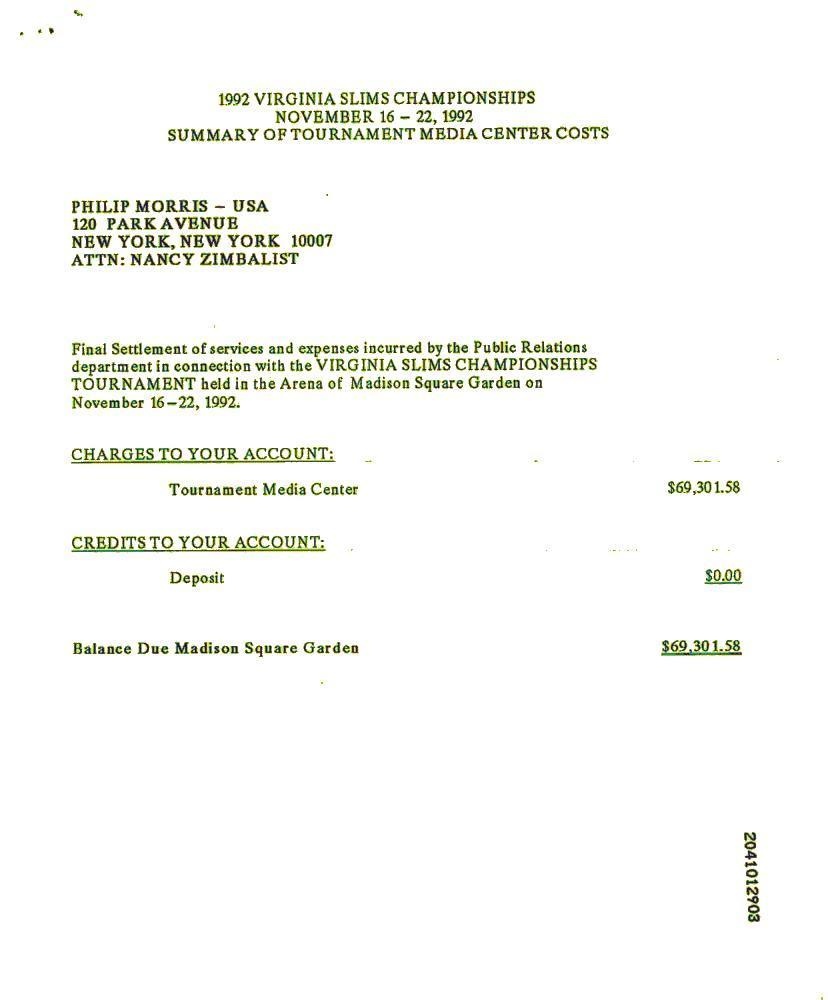 1992 VIRGINIA SLIMS CHAMPIONSHIPS
NOVEMBER 16 – 22, 1992
SUMMARY OF TOURNAMENT MEDIA CENTER COSTS
PHILIP MORRIS – USA
120 PARK AVENUE
NEW YORK, NEW YORK 10007
ATTN: NANCY ZIMBALIST
Final Settlement of services and expenses incurred by the Public Relations
department in connection with the VIRGINIA SLIMS CHAMPIONSHIPS
TOURNAMENT held in the Arena of Madison Square Garden on
November 16–22, 1992.
CHARGES TO YOUR ACCOUNT:
Tournament Media Center $69,301.58
CREDITS TO YOUR ACCOUNT:
Deposit $0.00
Balance Due Madison Square Garden $69,301.58
2041012903